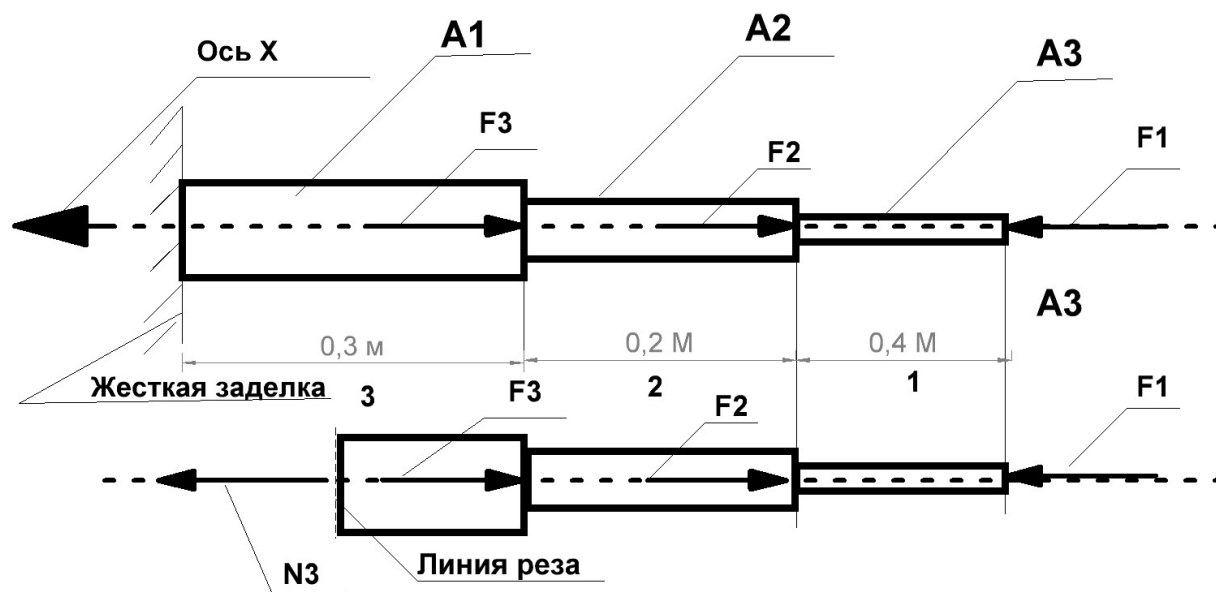 Ось X
A1
A2
A3
F3
F2
F1
A3
0,3 м
0,2 М
0,4 М
Жесткая заделка
3
F3
2
F2
1
F1
N3
Линия реза